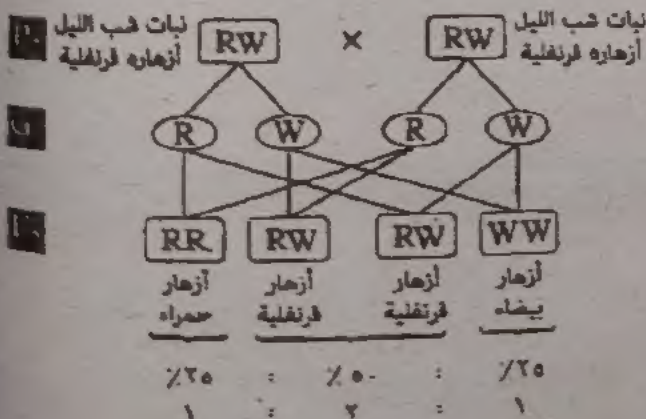 نبات شب الليل RW × RW نبات شب الليل
أزهاره قرنفلية أزهاره قرنفلية
G R W R W
RR RW RW WW
أزهار أزهار أزهار أزهار
حمراء قرنفلية قرنفلية بيضاء
٪٢٥ : ٪٥٠ : ٪٢٥
١ : ٢ : ١